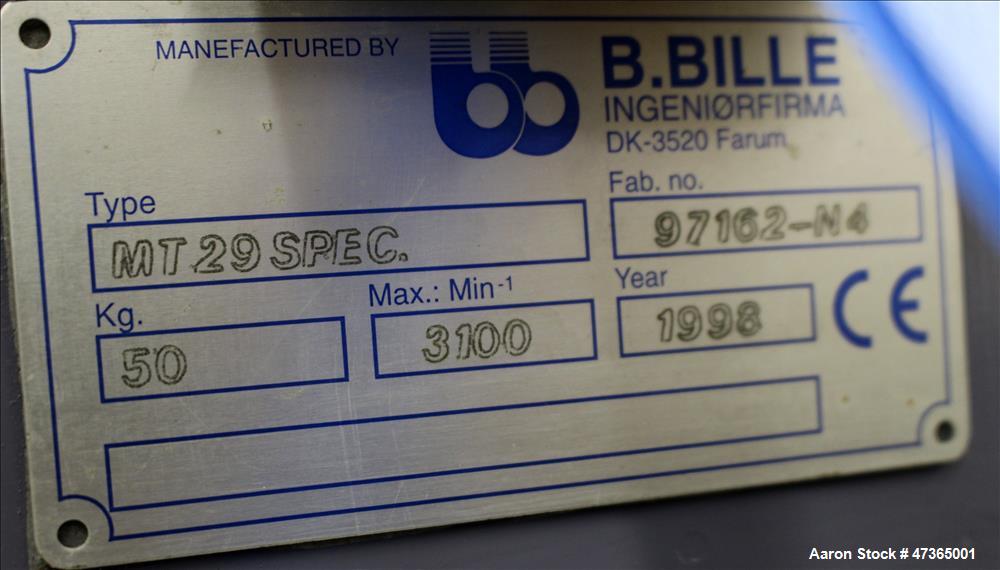 MANEFACTURED BY
bb
B.BILLE
INGENIØRFIRMA
DK-3520 Farum
Type
MT 29 SPEC.
Fab. no.
97162-N4
Kg.
50
Max.: Min-1
3100
Year
1998
CE
Aaron Stock # 47365001